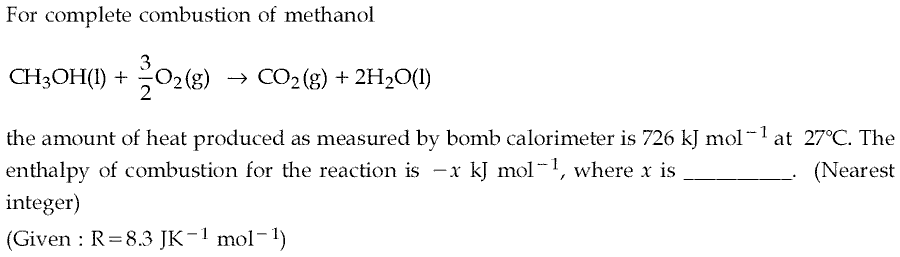 For complete combustion of methanol
CH₃OH(l) + 3/2 O₂(g) → CO₂(g) + 2H₂O(l)
the amount of heat produced as measured by bomb calorimeter is 726 kJ mol⁻¹ at 27°C. The
enthalpy of combustion for the reaction is −x kJ mol⁻¹, where x is __________. (Nearest
integer)
(Given : R=8.3 JK⁻¹ mol⁻¹)